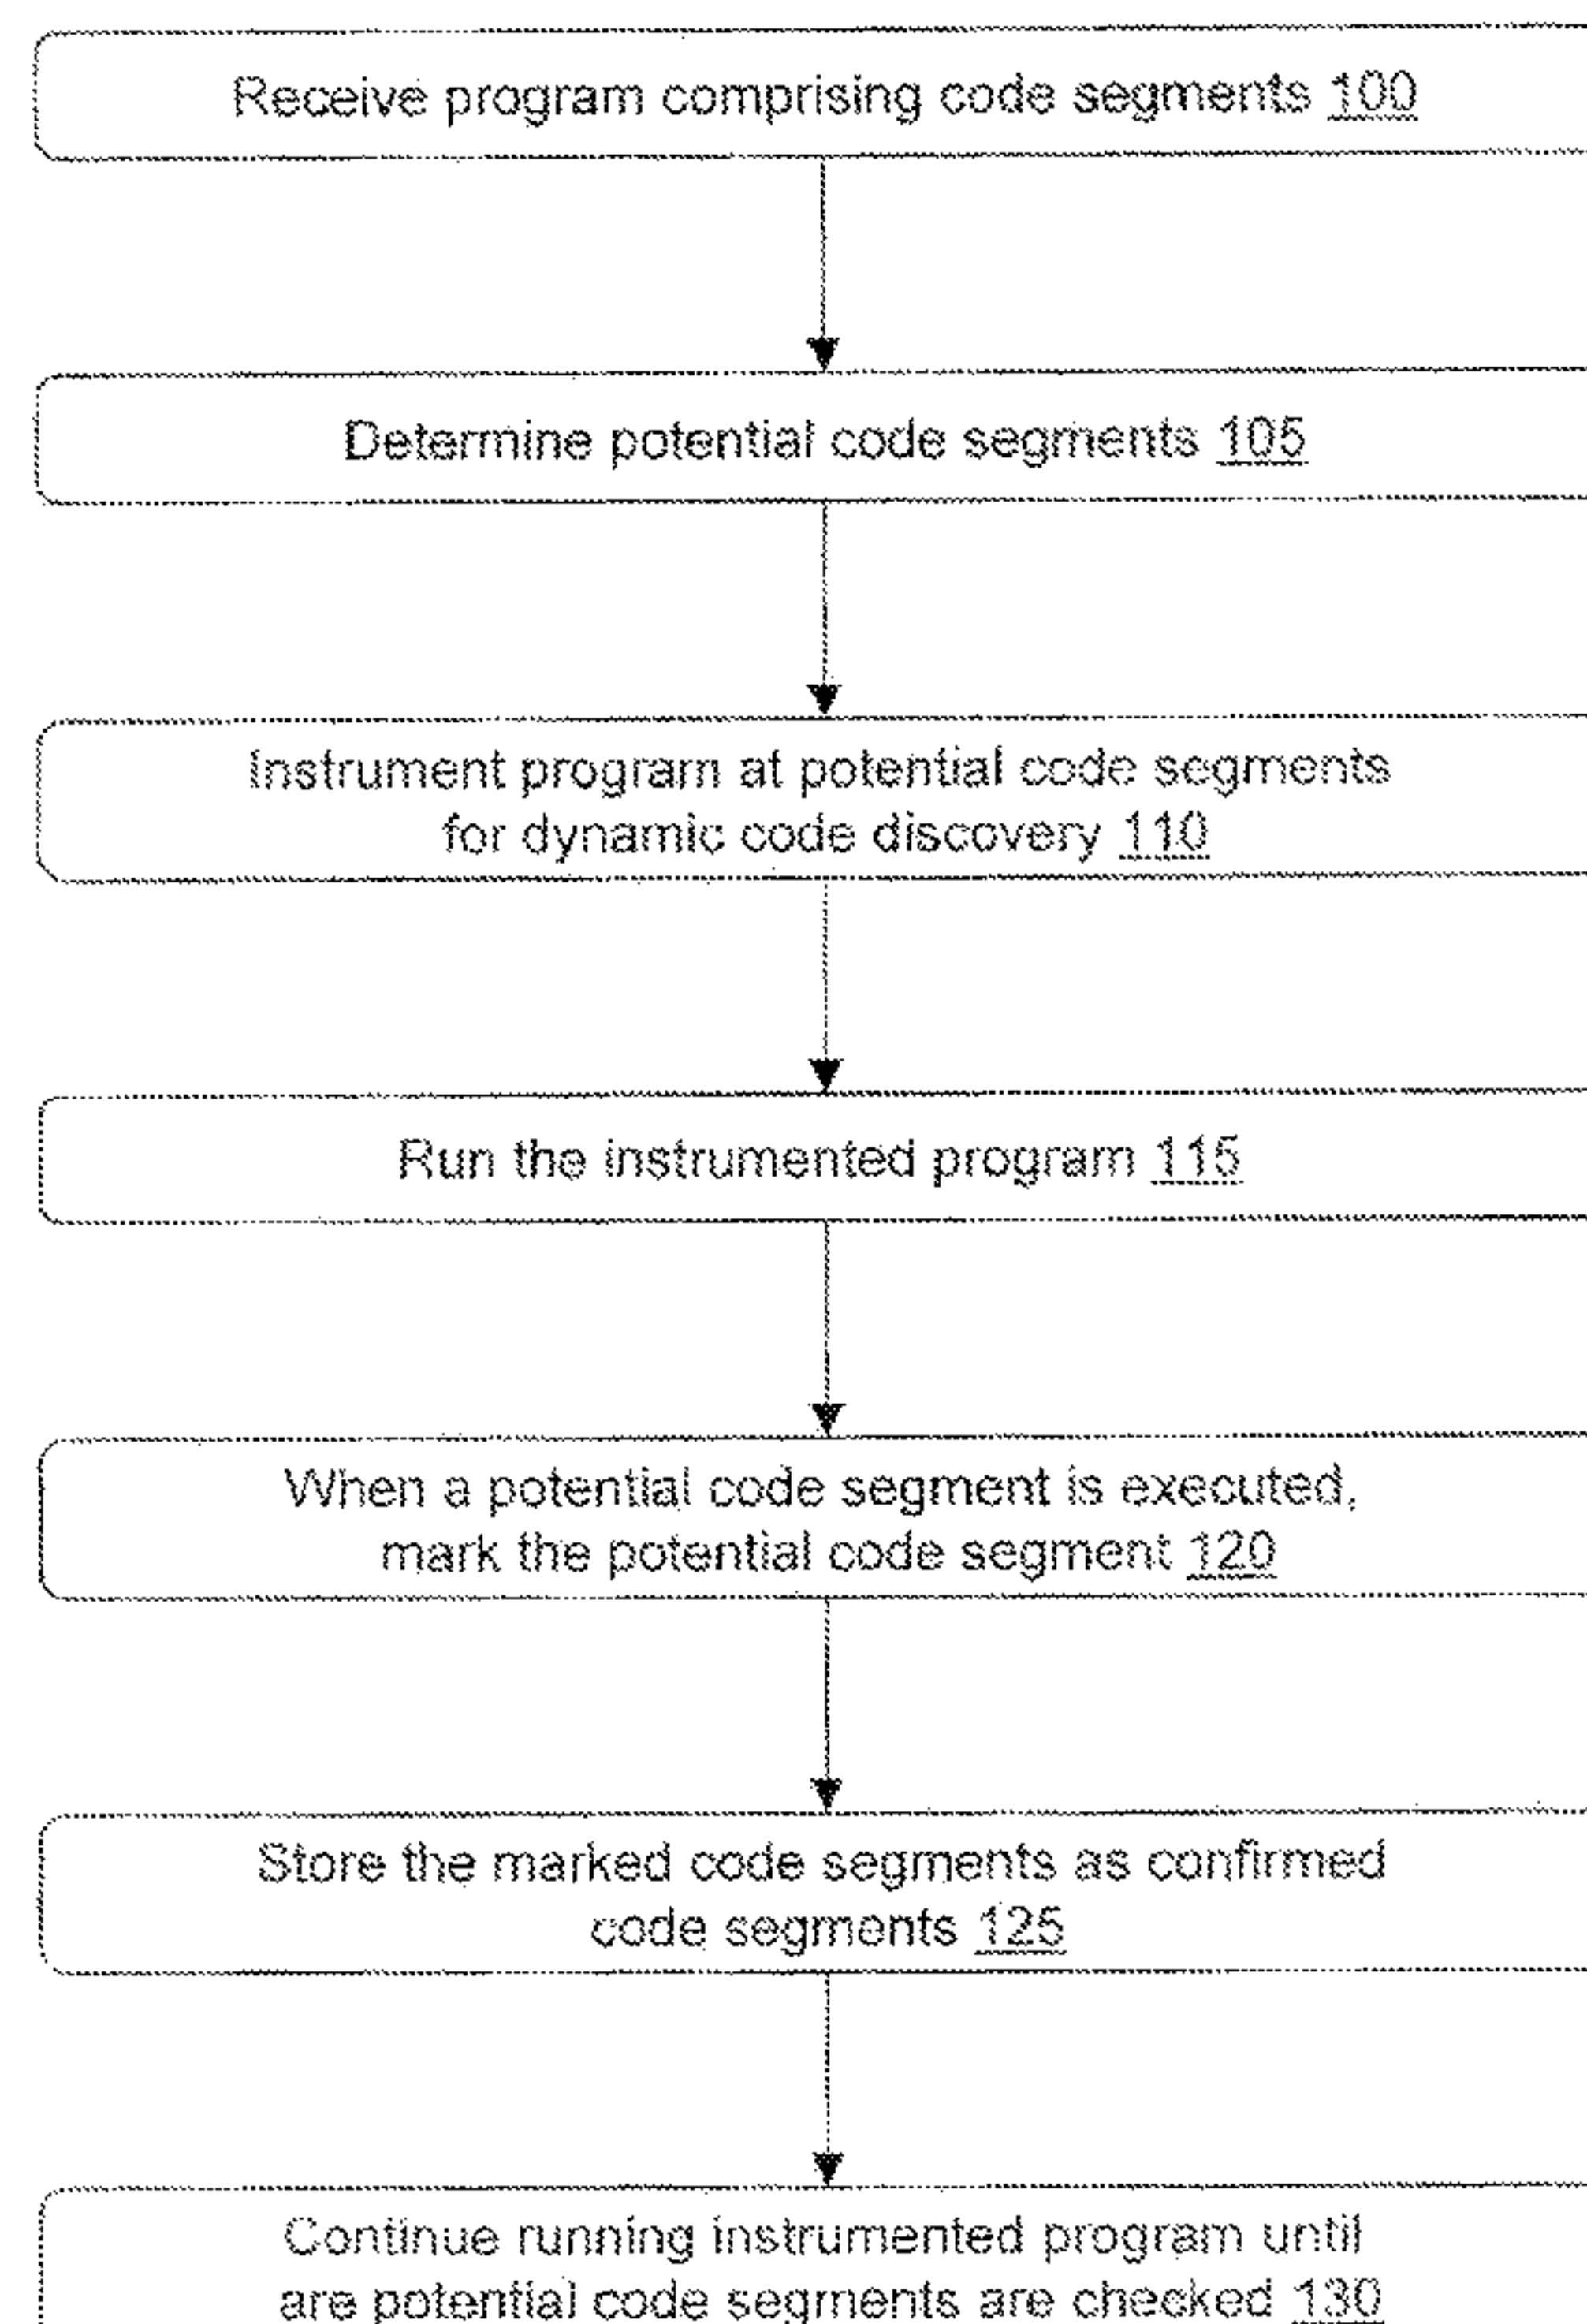 Receive program comprising code segments 100
Determine potential code segments 105
Instrument program at potential code segments
for dynamic code discovery 110
Run the instrumented program 115
When a potential code segment is executed,
mark the potential code segment 120
Store the marked code segments as confirmed
code segments 125
Continue running instrumented program until
are potential code segments are checked 130